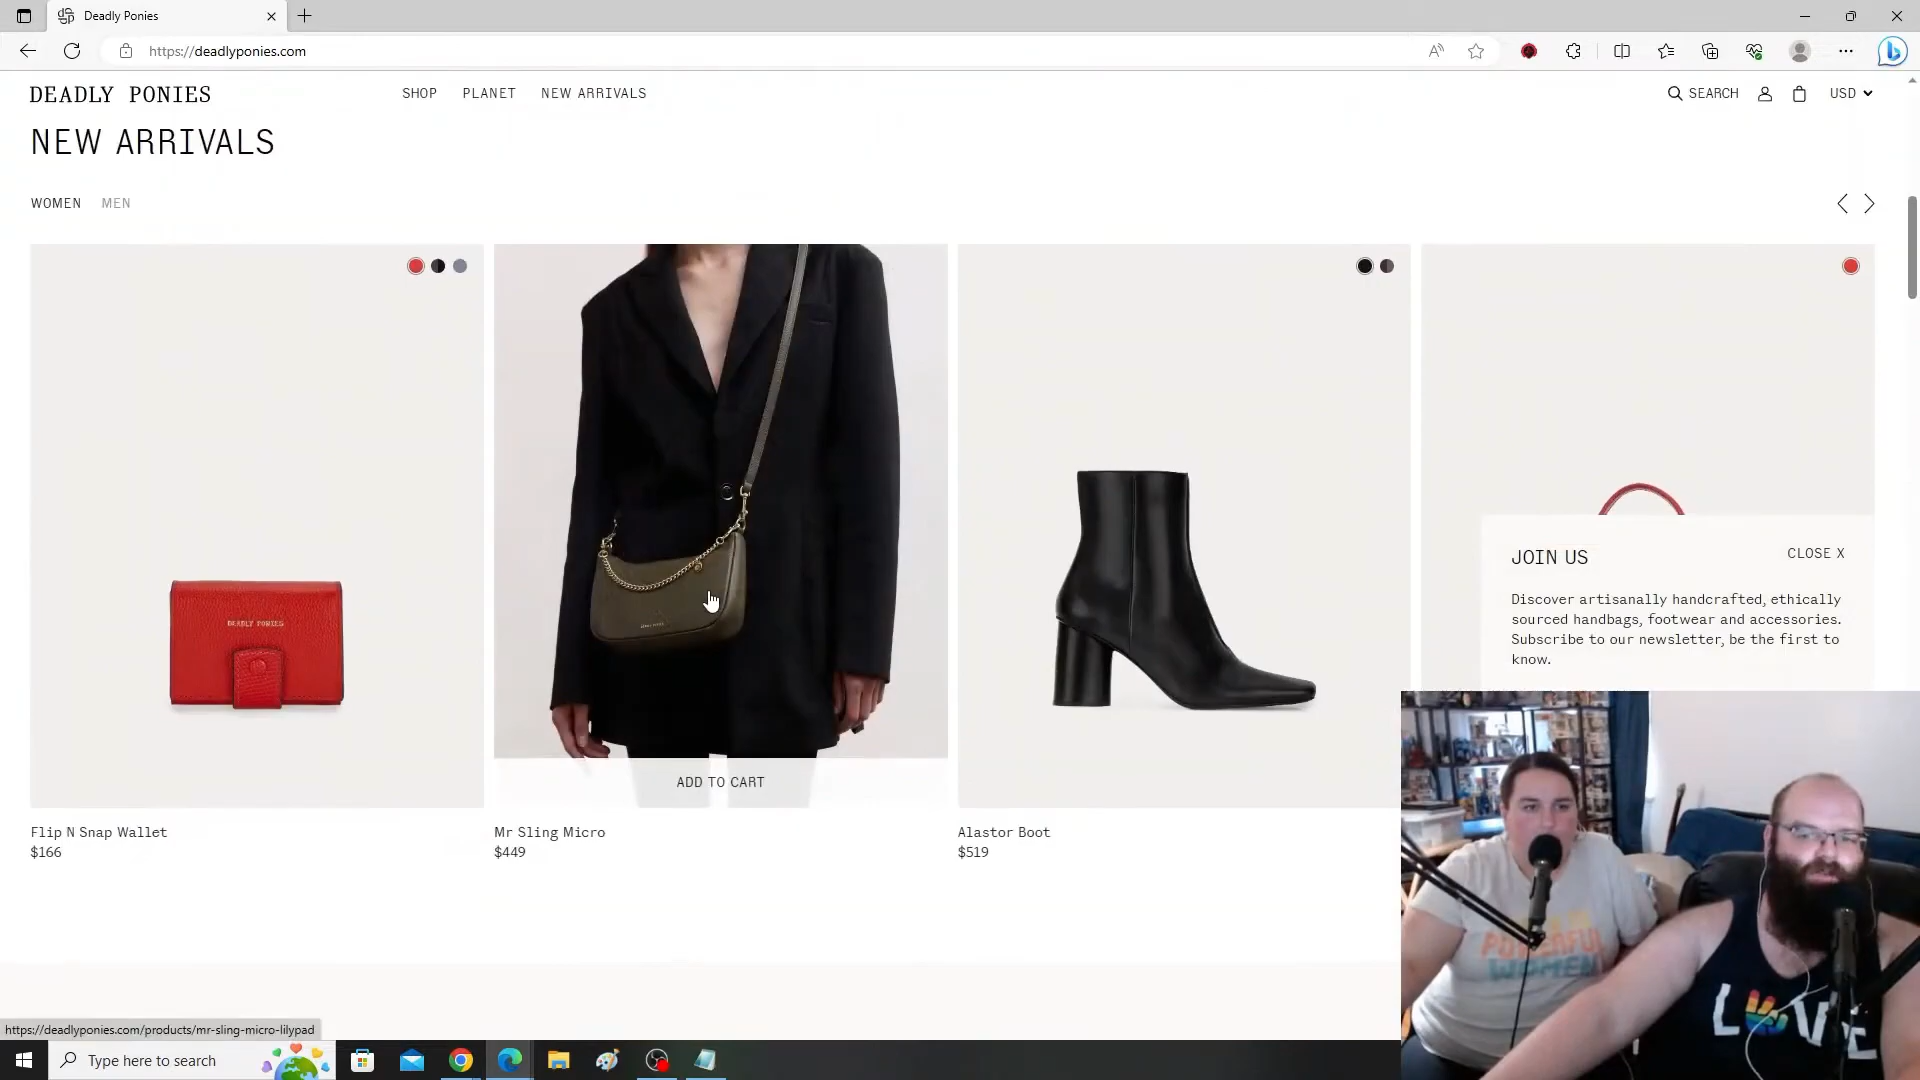 Deadly Ponies
https://deadlyponies.com
DEADLY PONIES
SHOP PLANET NEW ARRIVALS
SEARCH
USD
NEW ARRIVALS
WOMEN MEN
DEADLY PONIES
JOIN US
CLOSE X
Discover artisanally handcrafted, ethically
sourced handbags, footwear and accessories.
Subscribe to our newsletter, be the first to
know.
ADD TO CART
Flip N Snap Wallet
$166
Mr Sling Micro
$449
Alastor Boot
$519
POWERFUL
WOMEN
LOVE
https://deadlyponies.com/products/mr-sling-micro-lilypad
Type here to search